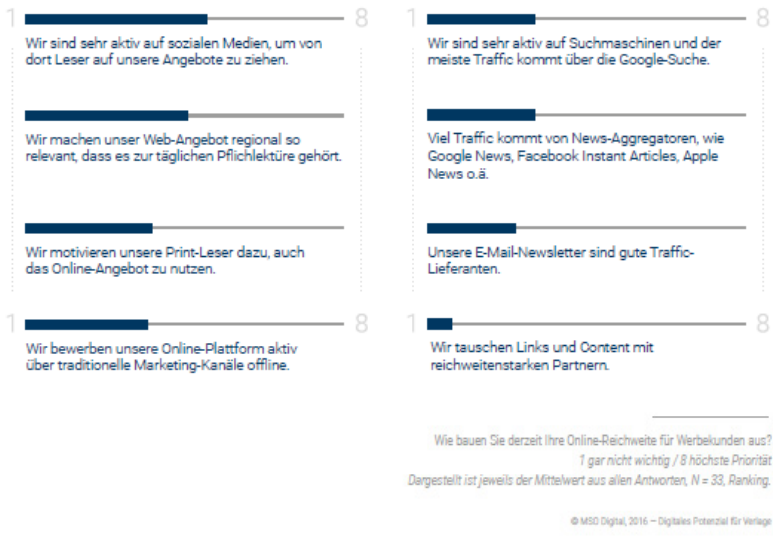 1 8
Wir sind sehr aktiv auf sozialen Medien, um von
dort Leser auf unsere Angebote zu ziehen.
Wir machen unser Web-Angebot regional so
relevant, dass es zur täglichen Pflichlektüre gehört.
Wir motivieren unsere Print-Leser dazu, auch
das Online-Angebot zu nutzen.
1 8
Wir bewerben unsere Online-Plattform aktiv
über traditionelle Marketing-Kanäle offline.
1 8
Wir sind sehr aktiv auf Suchmaschinen und der
meiste Traffic kommt über die Google-Suche.
Viel Traffic kommt von News-Aggregatoren, wie
Google News, Facebook Instant Articles, Apple
News o.ä.
Unsere E-Mail-Newsletter sind gute Traffic-
Lieferanten.
1 8
Wir tauschen Links und Content mit
reichweitenstarken Partnern.
Wie bauen Sie derzeit Ihre Online-Reichweite für Werbekunden aus?
1 gar nicht wichtig / 8 höchste Priorität
Dargestellt ist jeweils der Mittelwert aus allen Antworten, N = 33, Ranking.
© MSO Digital, 2016 – Digitales Potenzial für Verlage